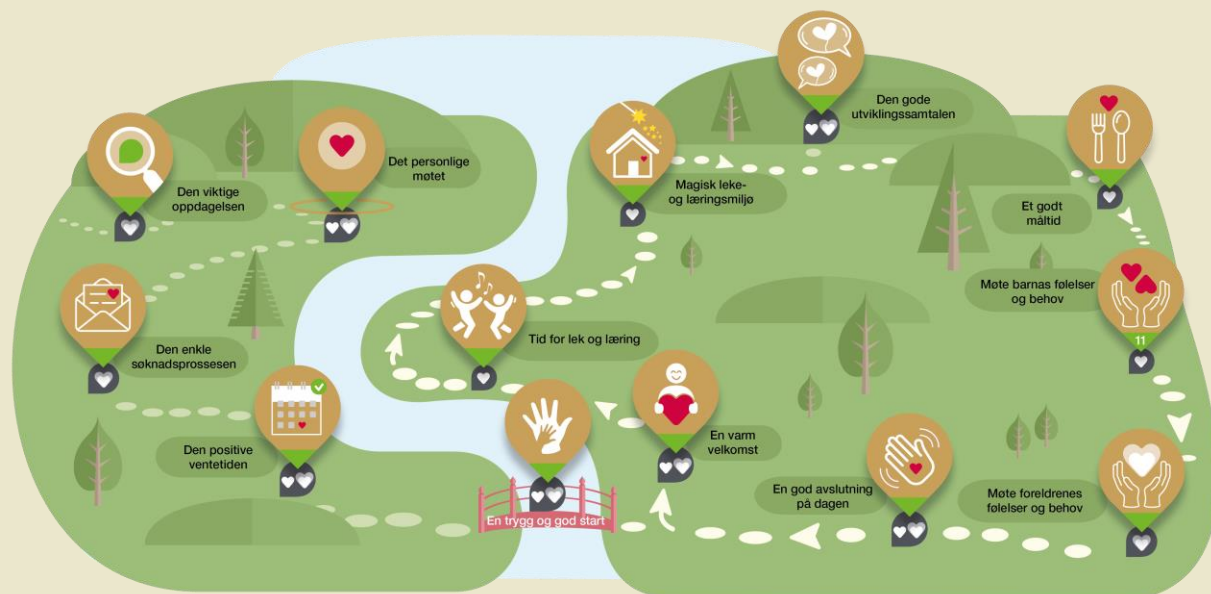 Den viktige
oppdagelsen
Det personlige
møtet
Den enkle
søknadsprossesen
Den positive
ventetiden
En trygg og god start
En varm
velkomst
Tid for lek og læring
Magisk leke-
og læringsmiljø
Den gode
utviklingssamtalen
Et godt
måltid
Møte barnas følelser
og behov
11
Møte foreldrenes
følelser og behov
En god avslutning
på dagen